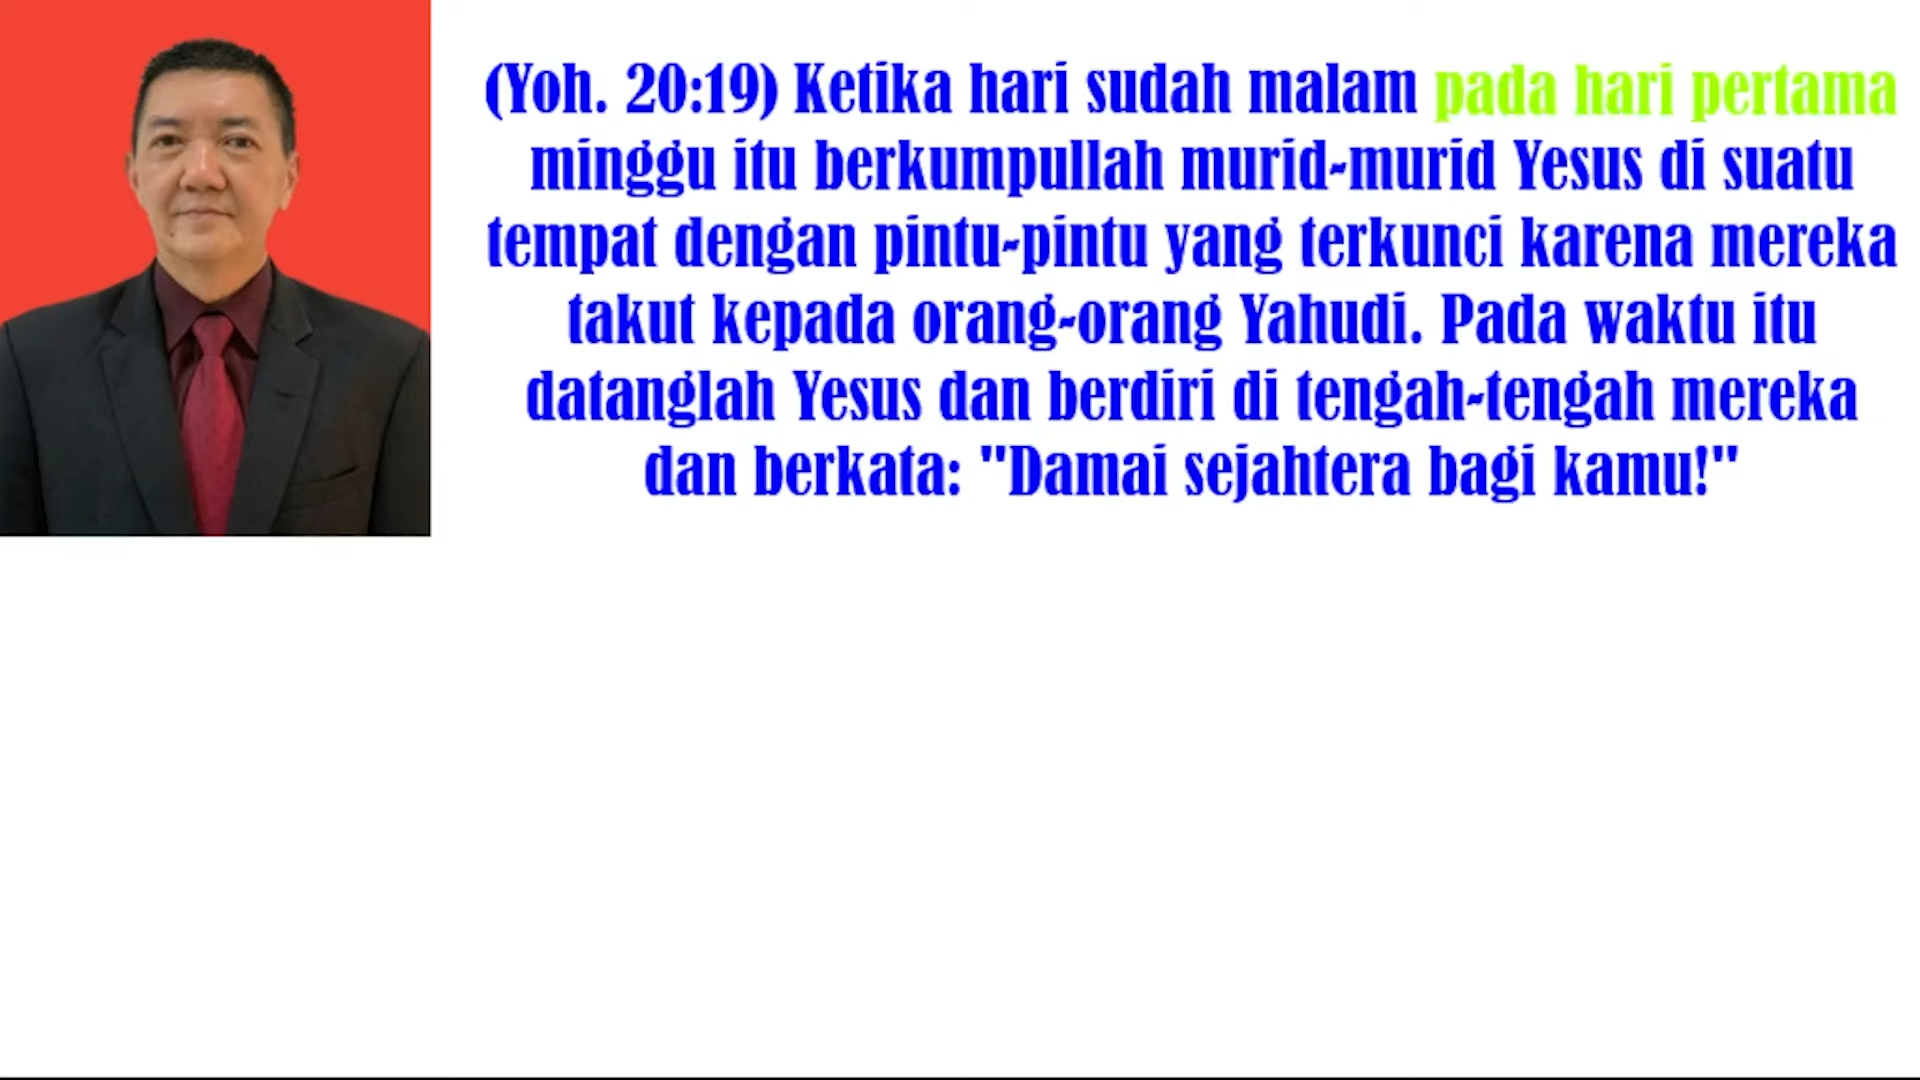 (Yoh. 20:19) Ketika hari sudah malam pada hari pertama
minggu itu berkumpullah murid-murid Yesus di suatu
tempat dengan pintu-pintu yang terkunci karena mereka
takut kepada orang-orang Yahudi. Pada waktu itu
datanglah Yesus dan berdiri di tengah-tengah mereka
dan berkata: "Damai sejahtera bagi kamu!"